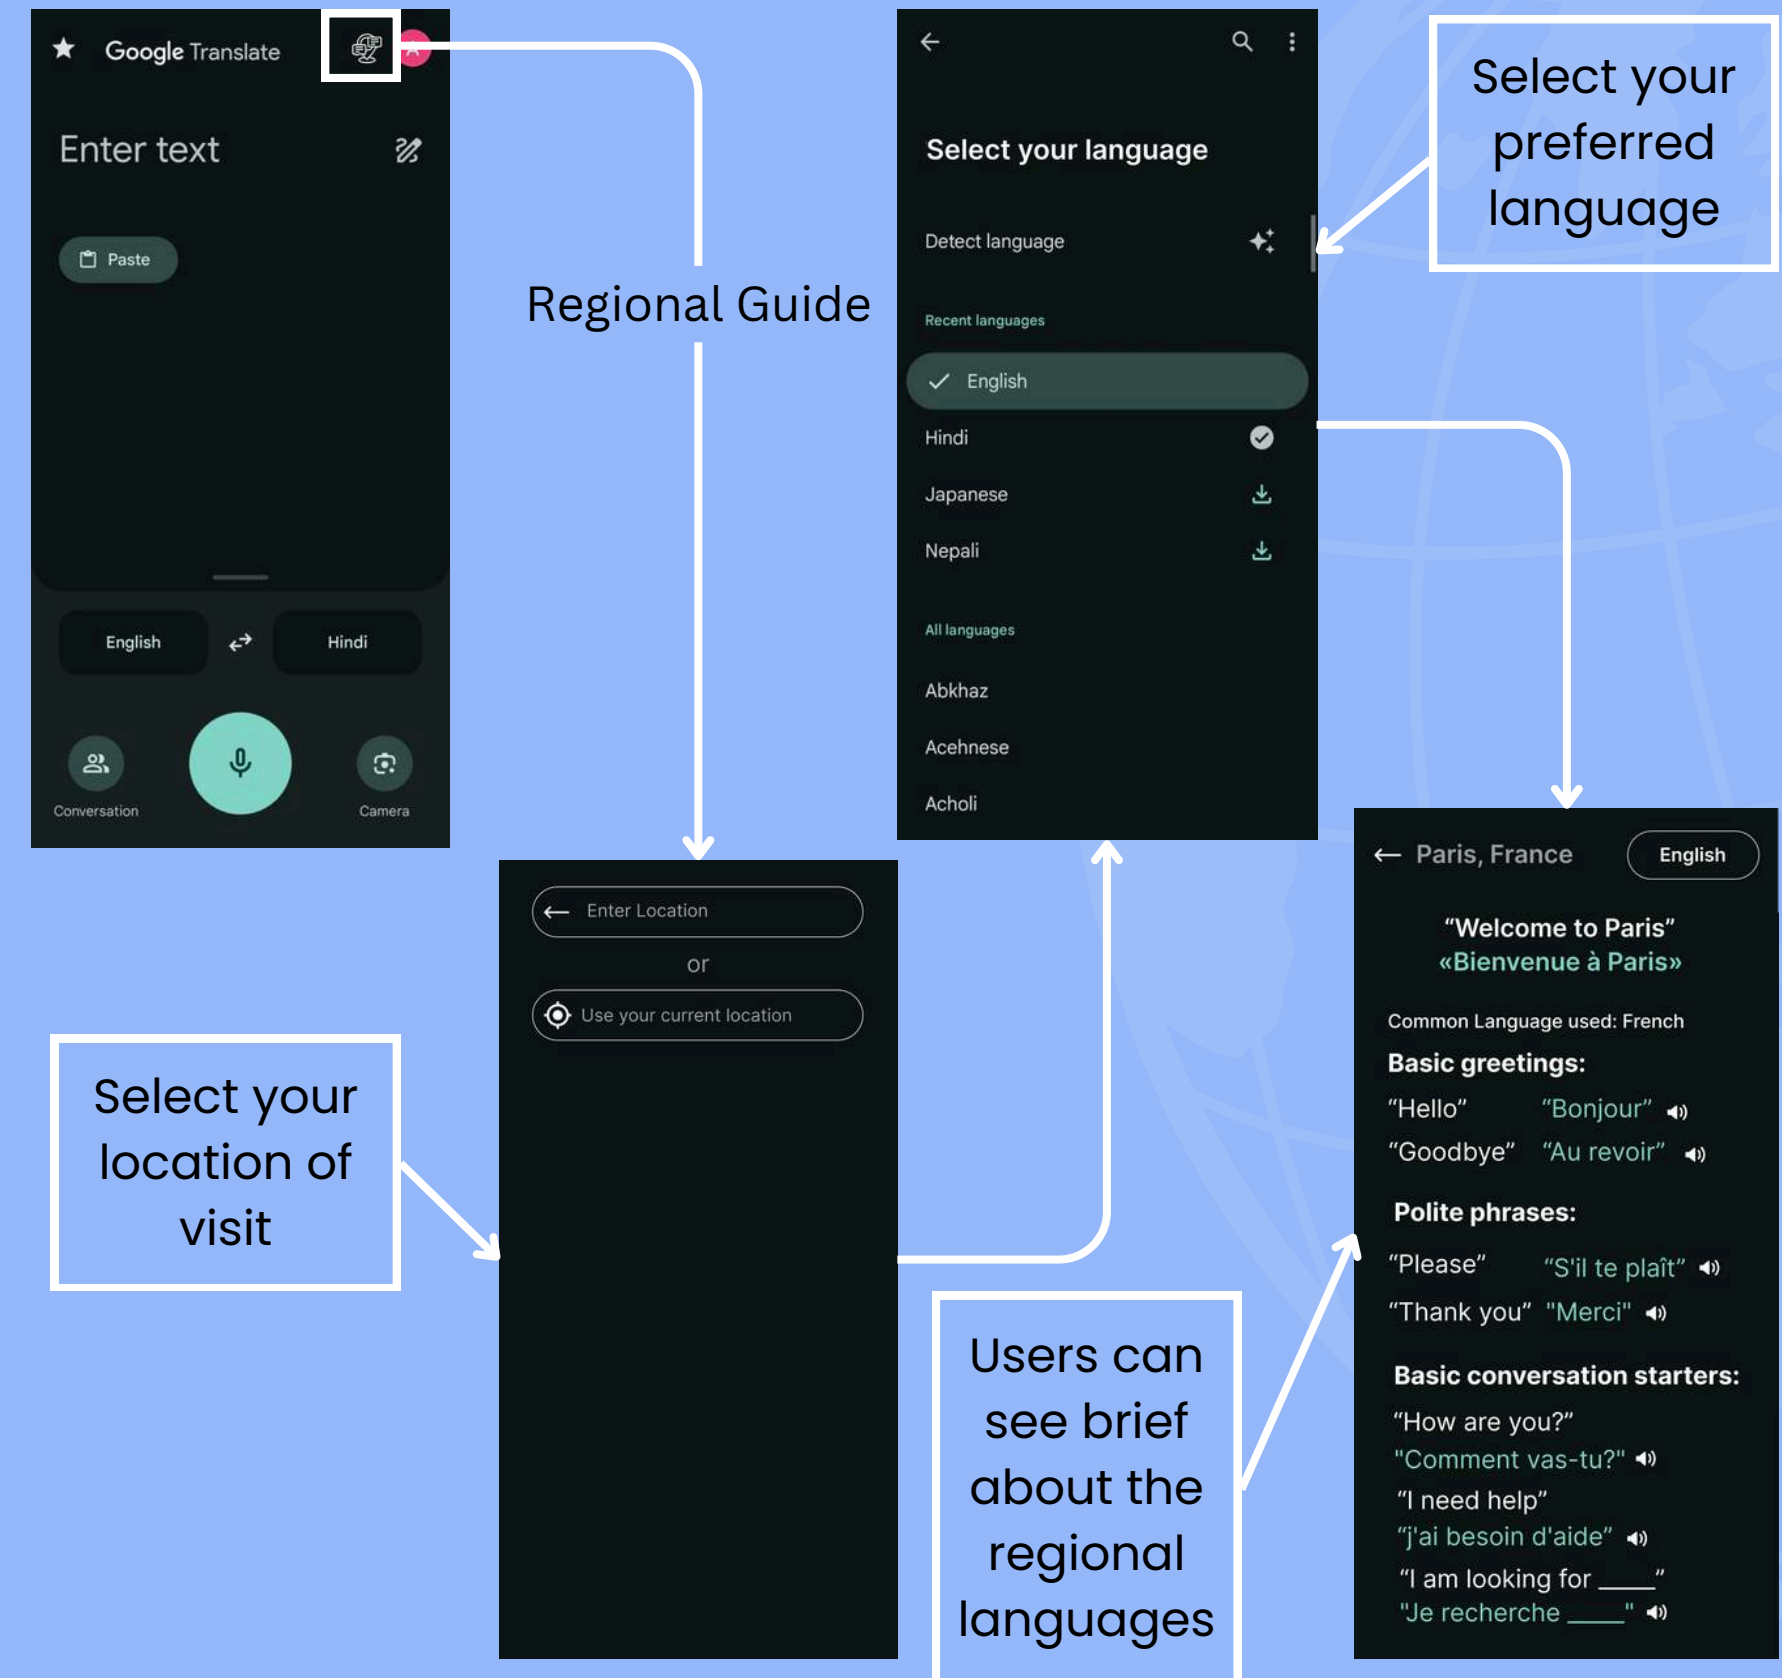 Google Translate
A
Enter text
Paste
English
Hindi
Conversation
Camera
Regional Guide
Select your language
Detect language
Recent languages
English
Hindi
Japanese
Nepali
All languages
Abkhaz
Acehnese
Acholi
Select your
preferred
language
Select your
location of
visit
Enter Location
or
Use your current location
Users can
see brief
about the
regional
languages
Paris, France
English
“Welcome to Paris”
«Bienvenue à Paris»
Common Language used: French
Basic greetings:
“Hello” “Bonjour”
“Goodbye” “Au revoir”
Polite phrases:
“Please” “S'il te plaît”
“Thank you” "Merci"
Basic conversation starters:
“How are you?”
"Comment vas-tu?"
“I need help”
“j'ai besoin d'aide”
“I am looking for _____”
"Je recherche _____"